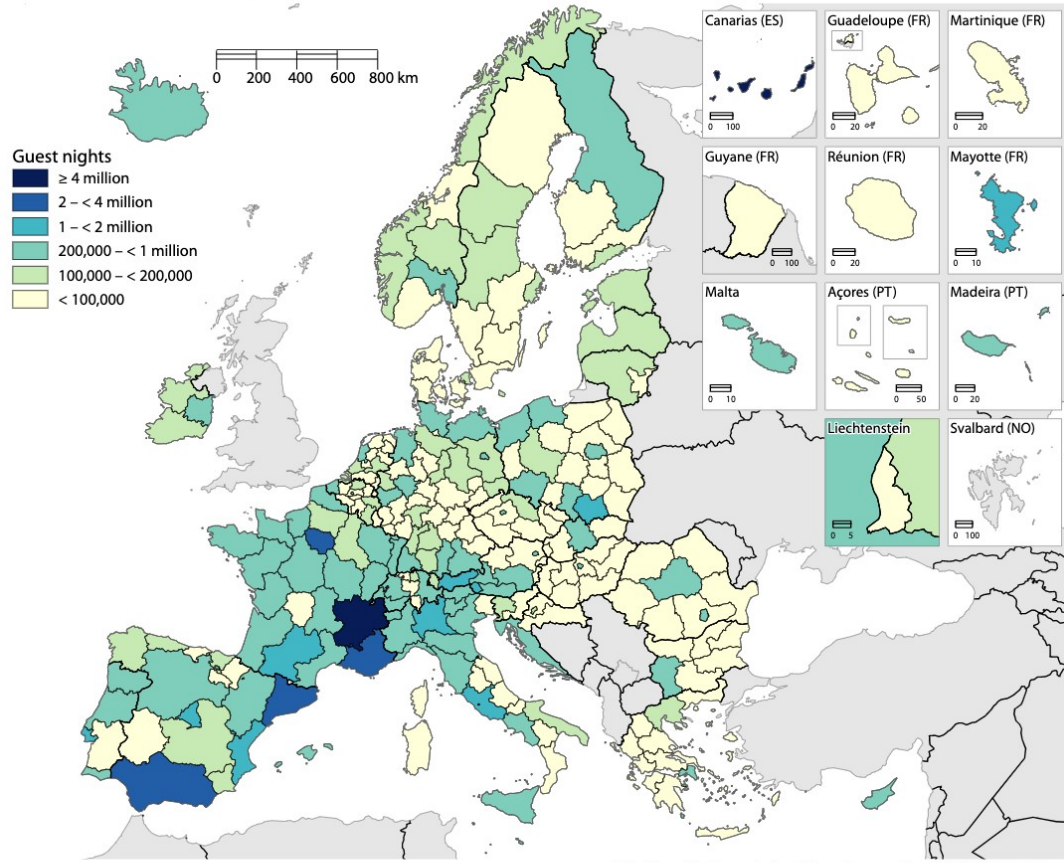 0 200 400 600 800 km
Guest nights
≥ 4 million
2 – < 4 million
1 – < 2 million
200,000 – < 1 million
100,000 – < 200,000
< 100,000
Canarias (ES)
0 100
Guadeloupe (FR)
0 20
Martinique (FR)
0 20
Guyane (FR)
0 100
Réunion (FR)
0 20
Mayotte (FR)
0 10
Malta
0 10
Açores (PT)
0 50
Madeira (PT)
0 20
Liechtenstein
0 5
Svalbard (NO)
0 100